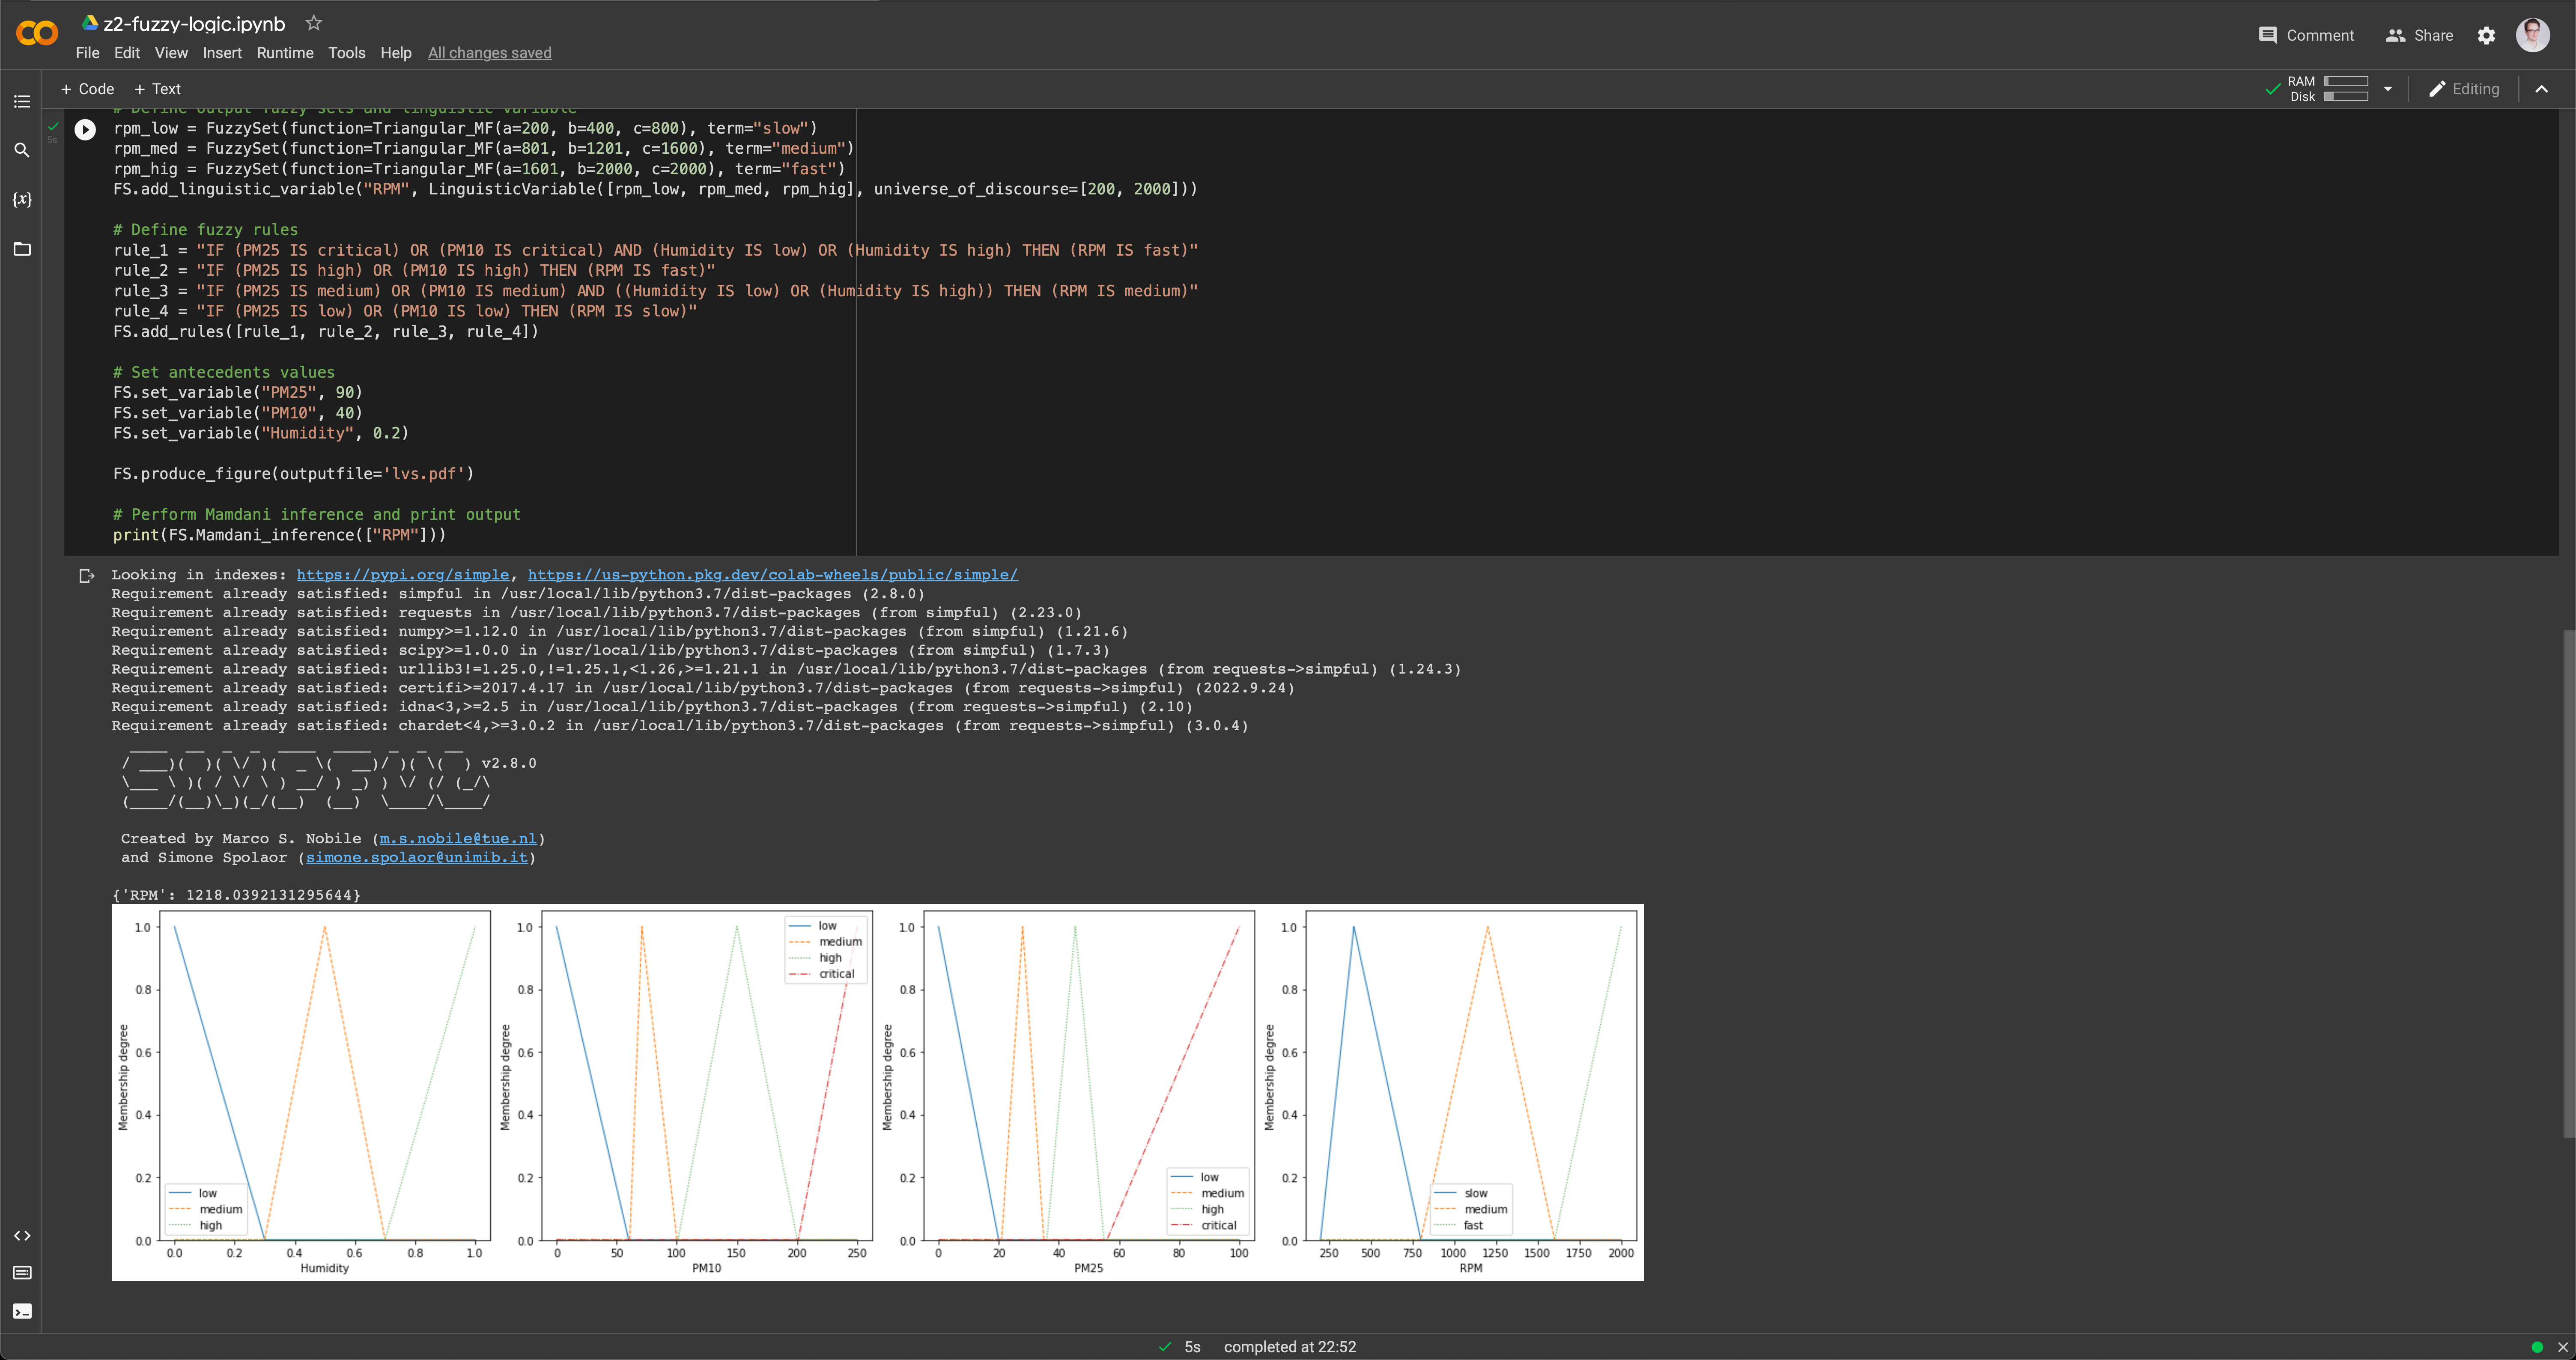 z2-fuzzy-logic.ipynb
File Edit View Insert Runtime Tools Help All changes saved
Comment Share
+ Code + Text
RAM
Disk
Editing
# Define output fuzzy sets and linguistic variable
5s
rpm_low = FuzzySet(function=Triangular_MF(a=200, b=400, c=800), term="slow")
rpm_med = FuzzySet(function=Triangular_MF(a=801, b=1201, c=1600), term="medium")
rpm_hig = FuzzySet(function=Triangular_MF(a=1601, b=2000, c=2000), term="fast")
FS.add_linguistic_variable("RPM", LinguisticVariable([rpm_low, rpm_med, rpm_hig], universe_of_discourse=[200, 2000]))
# Define fuzzy rules
rule_1 = "IF (PM25 IS critical) OR (PM10 IS critical) AND (Humidity IS low) OR (Humidity IS high) THEN (RPM IS fast)"
rule_2 = "IF (PM25 IS high) OR (PM10 IS high) THEN (RPM IS fast)"
rule_3 = "IF (PM25 IS medium) OR (PM10 IS medium) AND ((Humidity IS low) OR (Humidity IS high)) THEN (RPM IS medium)"
rule_4 = "IF (PM25 IS low) OR (PM10 IS low) THEN (RPM IS slow)"
FS.add_rules([rule_1, rule_2, rule_3, rule_4])
# Set antecedents values
FS.set_variable("PM25", 90)
FS.set_variable("PM10", 40)
FS.set_variable("Humidity", 0.2)
FS.produce_figure(outputfile='lvs.pdf')
# Perform Mamdani inference and print output
print(FS.Mamdani_inference(["RPM"]))
Looking in indexes: https://pypi.org/simple, https://us-python.pkg.dev/colab-wheels/public/simple/
Requirement already satisfied: simpful in /usr/local/lib/python3.7/dist-packages (2.8.0)
Requirement already satisfied: requests in /usr/local/lib/python3.7/dist-packages (from simpful) (2.23.0)
Requirement already satisfied: numpy>=1.12.0 in /usr/local/lib/python3.7/dist-packages (from simpful) (1.21.6)
Requirement already satisfied: scipy>=1.0.0 in /usr/local/lib/python3.7/dist-packages (from simpful) (1.7.3)
Requirement already satisfied: urllib3!=1.25.0,!=1.25.1,<1.26,>=1.21.1 in /usr/local/lib/python3.7/dist-packages (from requests->simpful) (1.24.3)
Requirement already satisfied: certifi>=2017.4.17 in /usr/local/lib/python3.7/dist-packages (from requests->simpful) (2022.9.24)
Requirement already satisfied: idna<3,>=2.5 in /usr/local/lib/python3.7/dist-packages (from requests->simpful) (2.10)
Requirement already satisfied: chardet<4,>=3.0.2 in /usr/local/lib/python3.7/dist-packages (from requests->simpful) (3.0.4)
  ____  __  _  _  ____  ____  _  _  __
 / ___)(  )( \/ )(  _ \(  __)/ )( \(  ) v2.8.0
 \___ \ )( / \/ \ ) __/ ) _) ) \/ (/ (_/\
 (____/(__)\_)(_/(__)  (__)  \____/\____/
Created by Marco S. Nobile (m.s.nobile@tue.nl)
and Simone Spolaor (simone.spolaor@unimib.it)
{'RPM': 1218.0392131295644}
Membership degree
1.0
0.8
0.6
0.4
0.2
0.0
low
medium
high
0.0 0.2 0.4 0.6 0.8 1.0
Humidity
Membership degree
1.0
0.8
0.6
0.4
0.2
0.0
low
medium
high
critical
0 50 100 150 200 250
PM10
Membership degree
1.0
0.8
0.6
0.4
0.2
0.0
low
medium
high
critical
0 20 40 60 80 100
PM25
Membership degree
1.0
0.8
0.6
0.4
0.2
0.0
slow
medium
fast
250 500 750 1000 1250 1500 1750 2000
RPM
5s completed at 22:52